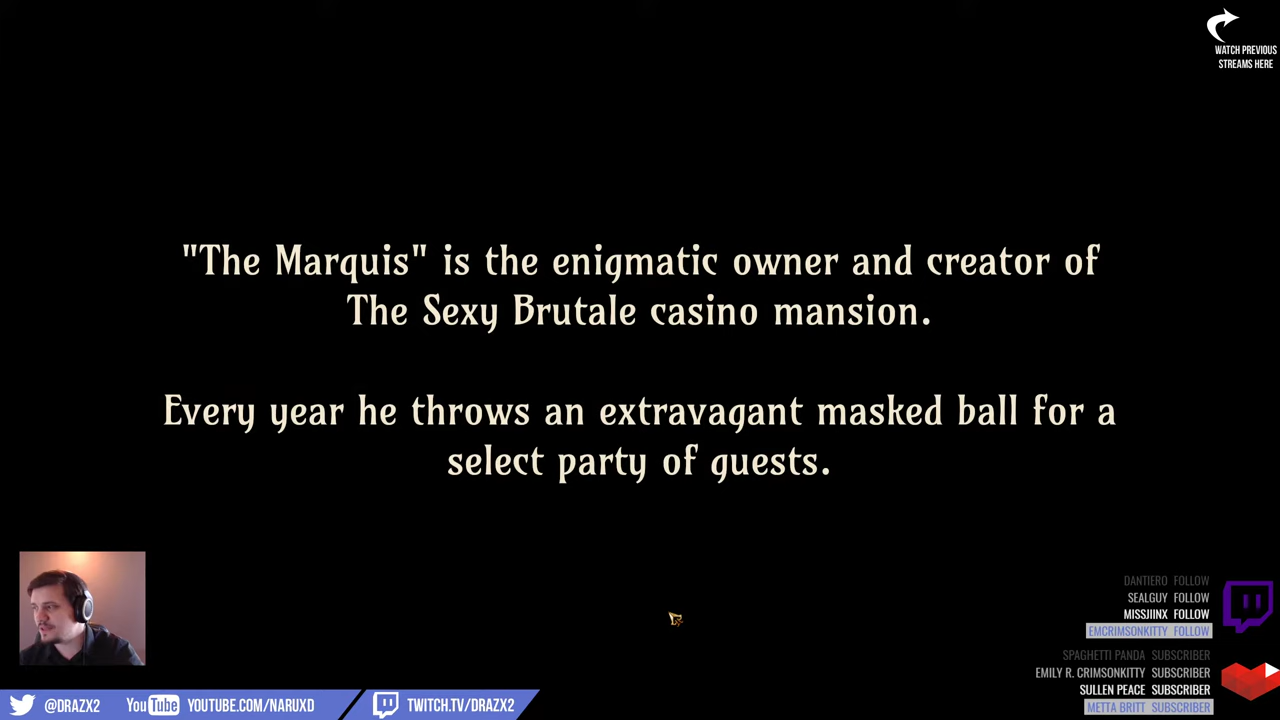 WATCH PREVIOUS
STREAMS HERE
"The Marquis" is the enigmatic owner and creator of
The Sexy Brutale casino mansion.
Every year he throws an extravagant masked ball for a
select party of guests.
DANTIERO FOLLOW
SEALGUY FOLLOW
MISSJIINX FOLLOW
EMCRIMSONKITTY FOLLOW
SPAGHETTI PANDA SUBSCRIBER
EMILY R. CRIMSONKITTY SUBSCRIBER
SULLEN PEACE SUBSCRIBER
METTA BRITT SUBSCRIBER
@DRAZX2 YouTube YOUTUBE.COM/NARUXD TWITCH.TV/DRAZX2